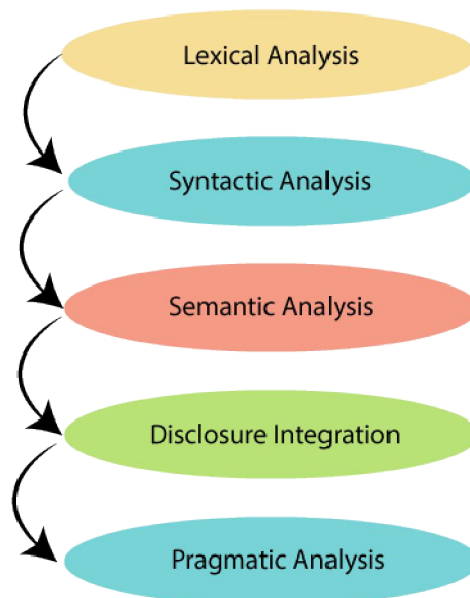 Lexical Analysis
Syntactic Analysis
Semantic Analysis
Disclosure Integration
Pragmatic Analysis